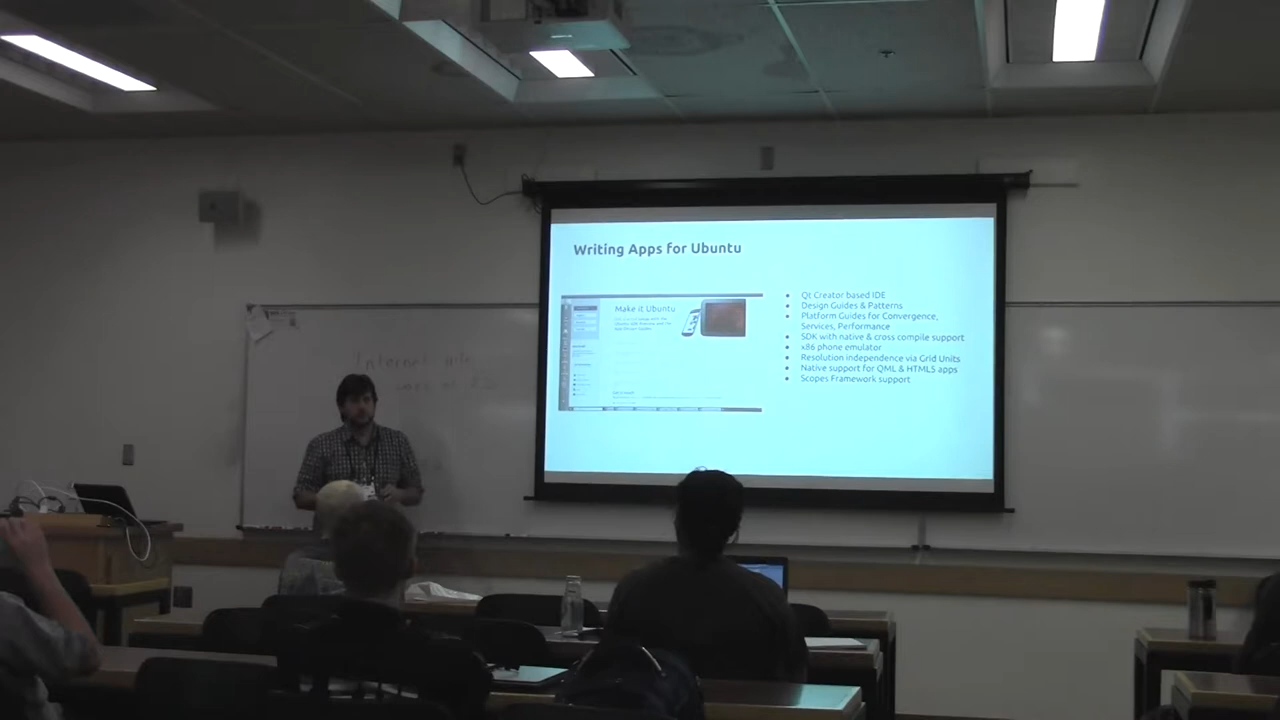 Internet
Writing Apps for Ubuntu
Make it Ubuntu
Qt Creator based IDE
Design Guides & Patterns
Platform Guides for Convergence,
Services, Performance
SDK with native & cross compile support
x86 phone emulator
Resolution independence via Grid Units
Native support for QML & HTML5 apps
Scopes Framework support